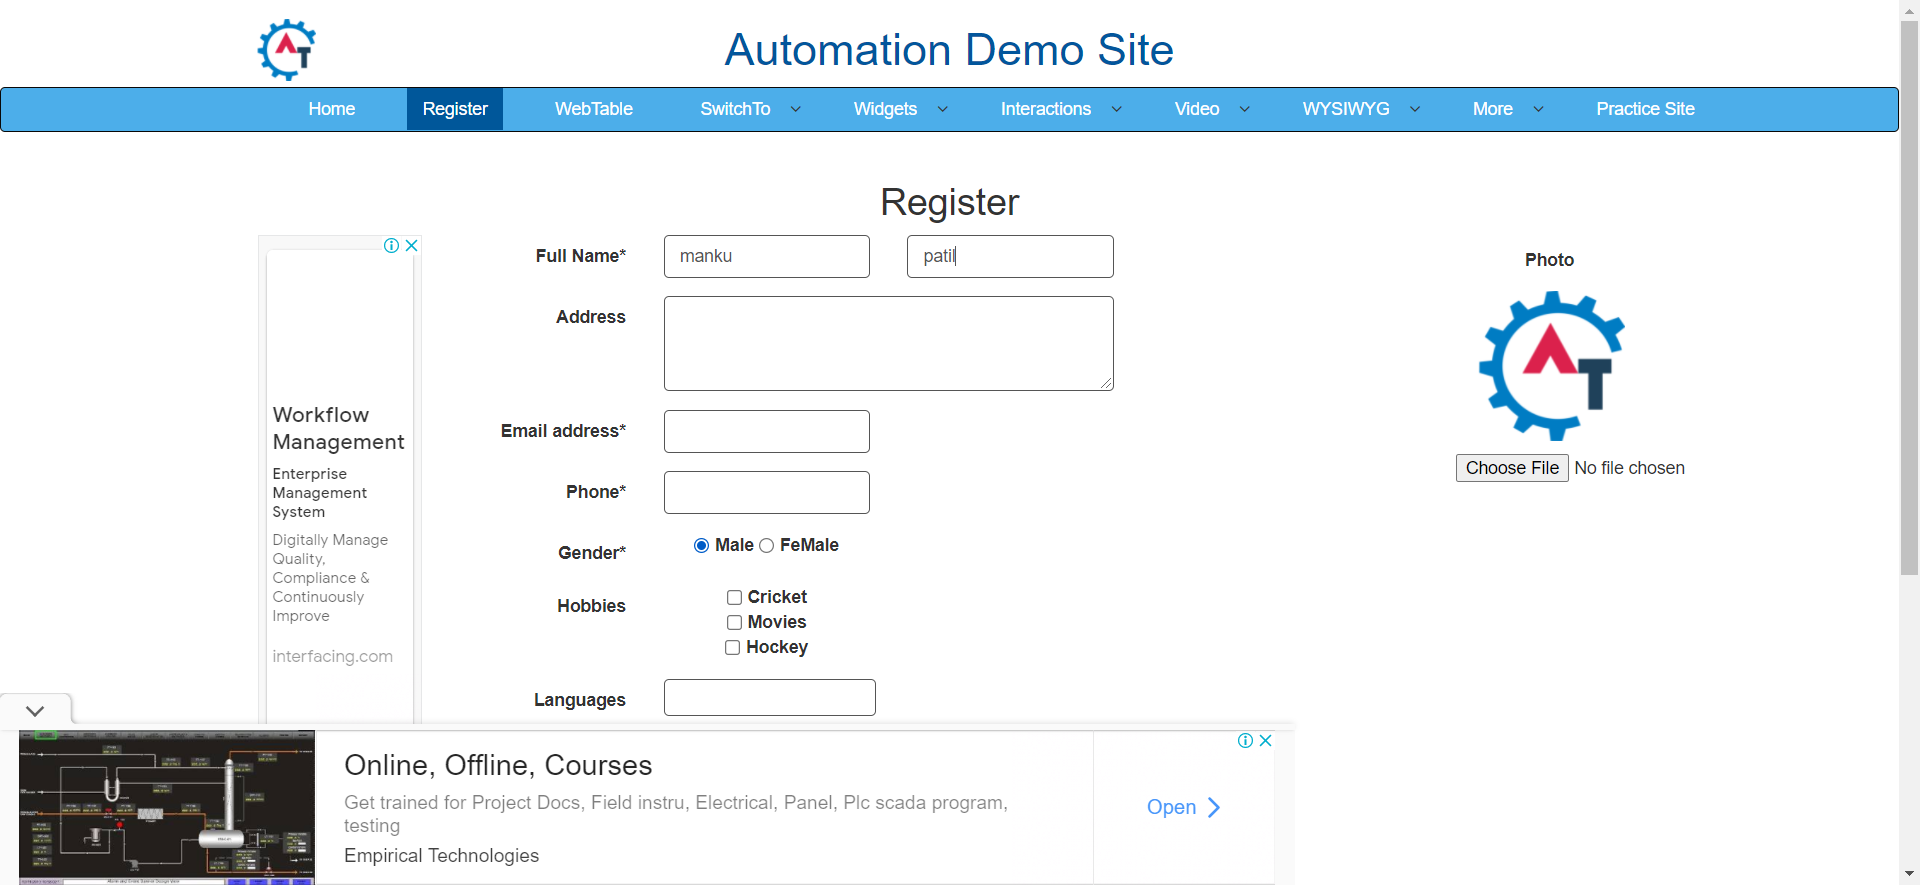 Automation Demo Site
Home Register WebTable SwitchTo Widgets Interactions Video WYSIWYG More Practice Site
Register
Full Name* manku patil
Photo
Address
Email address*
Choose File No file chosen
Phone*
Gender* Male FeMale
Hobbies
Cricket
Movies
Hockey
Languages
Workflow
Management
Enterprise
Management
System
Digitally Manage
Quality,
Compliance &
Continuously
Improve
interfacing.com
Online, Offline, Courses
Get trained for Project Docs, Field instru, Electrical, Panel, Plc scada program,
testing
Empirical Technologies
Open